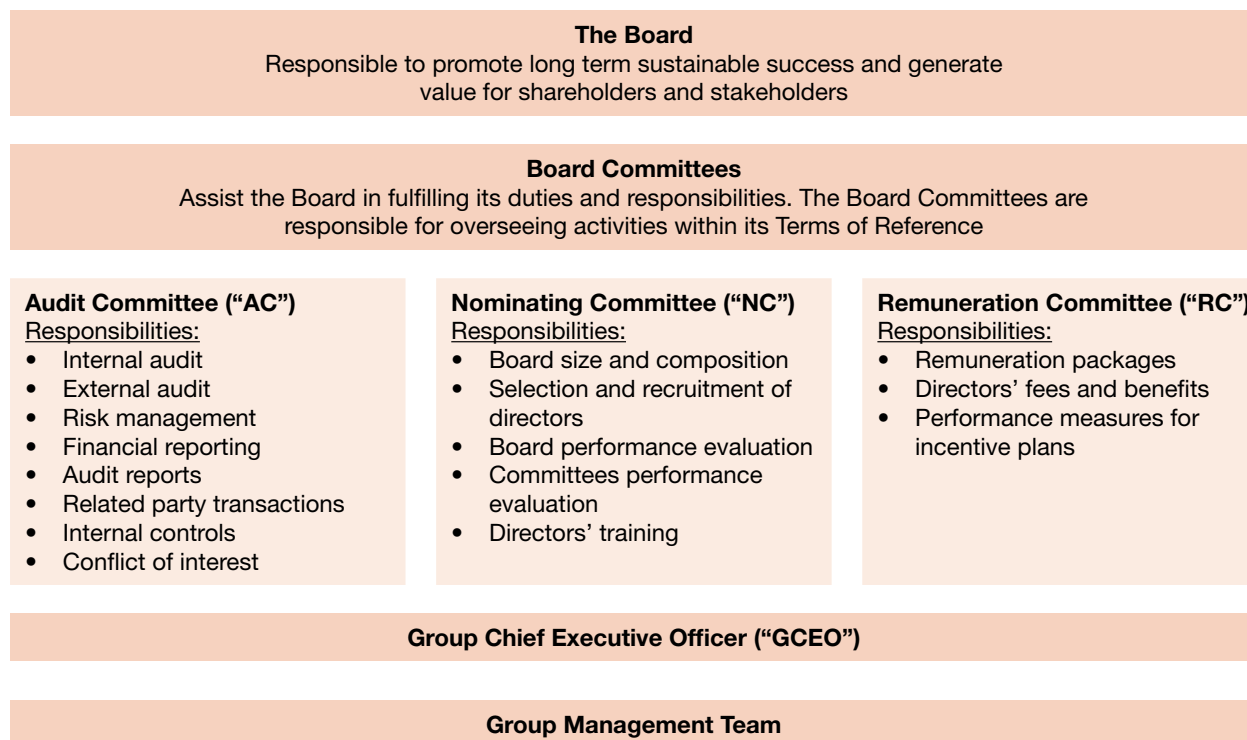 The Board
Responsible to promote long term sustainable success and generate
value for shareholders and stakeholders
Board Committees
Assist the Board in fulfilling its duties and responsibilities. The Board Committees are
responsible for overseeing activities within its Terms of Reference
Audit Committee (“AC”)
Responsibilities:
• Internal audit
• External audit
• Risk management
• Financial reporting
• Audit reports
• Related party transactions
• Internal controls
• Conflict of interest
Nominating Committee (“NC”)
Responsibilities:
• Board size and composition
• Selection and recruitment of
directors
• Board performance evaluation
• Committees performance
evaluation
• Directors’ training
Remuneration Committee (“RC”)
Responsibilities:
• Remuneration packages
• Directors’ fees and benefits
• Performance measures for
incentive plans
Group Chief Executive Officer (“GCEO”)
Group Management Team